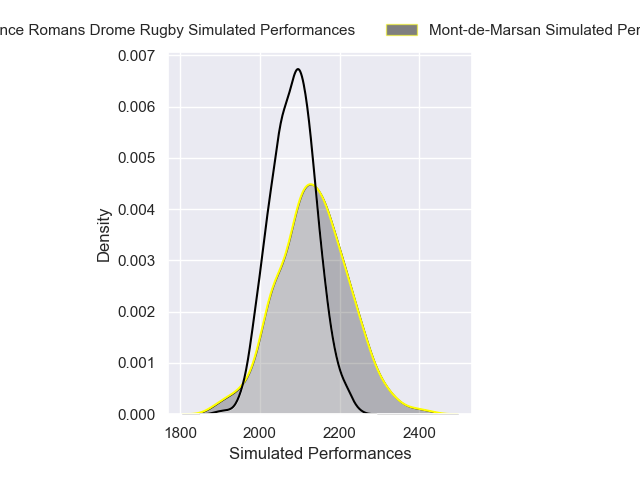 nce Romans Drome Rugby Simulated Performances Mont-de-Marsan Simulated Per
0.007
0.006
0.005
0.004
0.003
0.002
0.001
0.000
Density
1800 2000 2200 2400
Simulated Performances